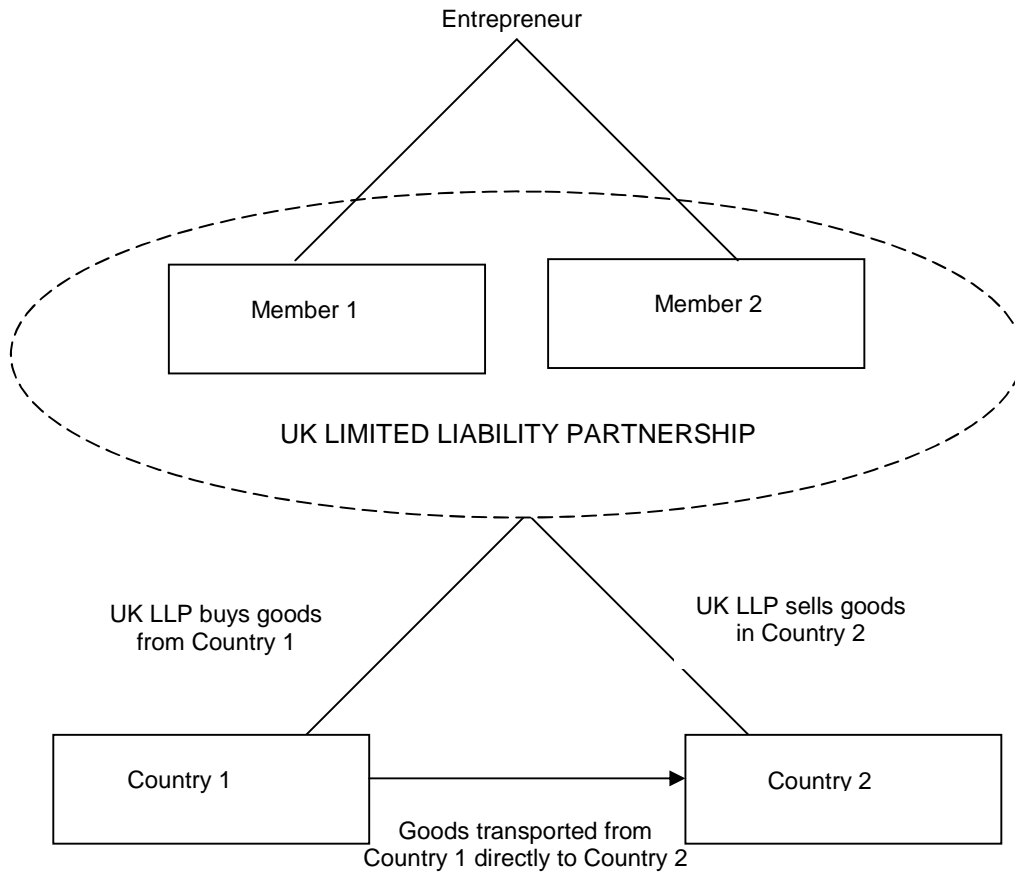 Entrepreneur
Member 1
Member 2
UK LIMITED LIABILITY PARTNERSHIP
UK LLP buys goods
from Country 1
UK LLP sells goods
in Country 2
Country 1
Country 2
Goods transported from
Country 1 directly to Country 2